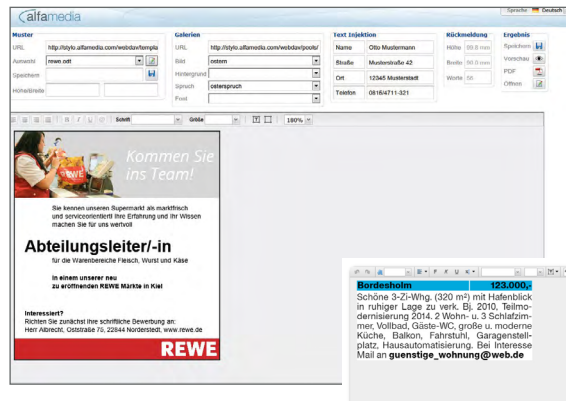 alfamedia
Sprache Deutsch
Muster
URL http://stylo.alfamedia.com/webdav/templa
Auswahl rewe.odt
Speichern
Höhe/Breite
Galerien
URL http://stylo.alfamedia.com/webdav/pools/
Bild ostern
Hintergrund
Spruch osterspruch
Text Injektion
Name Otto Mustermann
Straße Musterstraße 42
Ort 12345 Musterstadt
Telefon 0816/4711-321
Rückmeldung
Höhe 99.8 mm
Breite
Worte
Ergebnis
Speichern
Vorschau
PDF
Öffnen
Schrift Größe 190%
Kommen Sie
ins Team!
REWE
Sie kennen unseren Supermarkt als marktfrisch
und serviceorientiert! Ihre Erfahrung und Ihr Wissen
machen Sie für uns wertvoll
Abteilungsleiter/-in
für die Warenbereiche Fleisch, Wurst und Käse
in einem unserer neu
zu eröffnenden REWE Märkte in Kiel
Interessiert?
Richten Sie zunächst Ihre schriftliche Bewerbung an:
Herr Albrecht, Oststraße 75, 22844 Norderstedt, www.rewe.de
REWE
Bordesholm 123.000,-
Schöne 3-Zi-Whg. (320 m²) mit Hafenblick
in ruhiger Lage zu verk. Bj. 2010, Teilmo-
dernisierung 2014. 2 Wohn- u. 3 Schlafzim-
mer, Vollbad, Gäste-WC, große u. moderne
Küche, Balkon, Fahrstuhl, Garagenstell-
platz, Hausautomatisierung. Bei Interesse
Mail an guenstige_wohnung@web.de